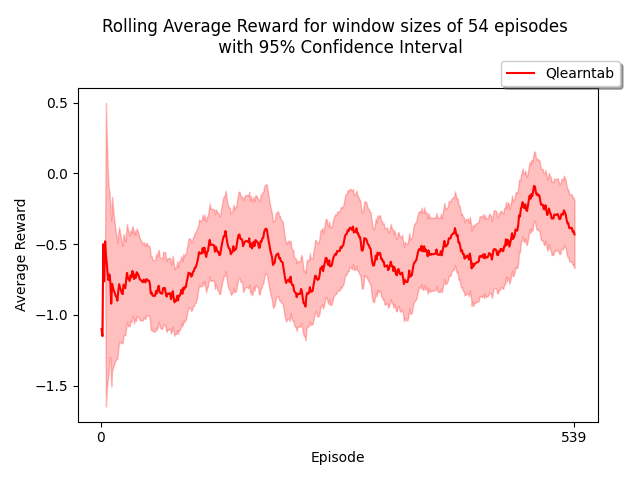 Rolling Average Reward for window sizes of 54 episodes
with 95% Confidence Interval
Qlearntab
0.5
0.0
−0.5
−1.0
−1.5
Average Reward
0
539
Episode